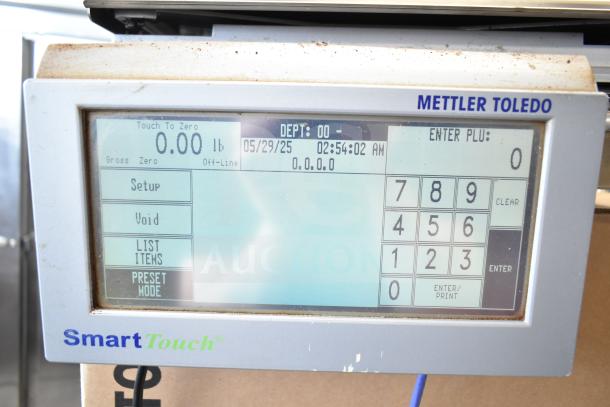 METTLER TOLEDO
Touch To Zero
0.00 lb
Gross Zero Off-Line
DEPT: 00 -
05/29/25 02:54:02 AM
0.0.0.0
ENTER PLU:
0
Setup
Void
LIST
ITEMS
PRESET
MODE
7 8 9 CLEAR
4 5 6
1 2 3 ENTER
0 ENTER/
PRINT
AUCTION
SmartTouch
TO